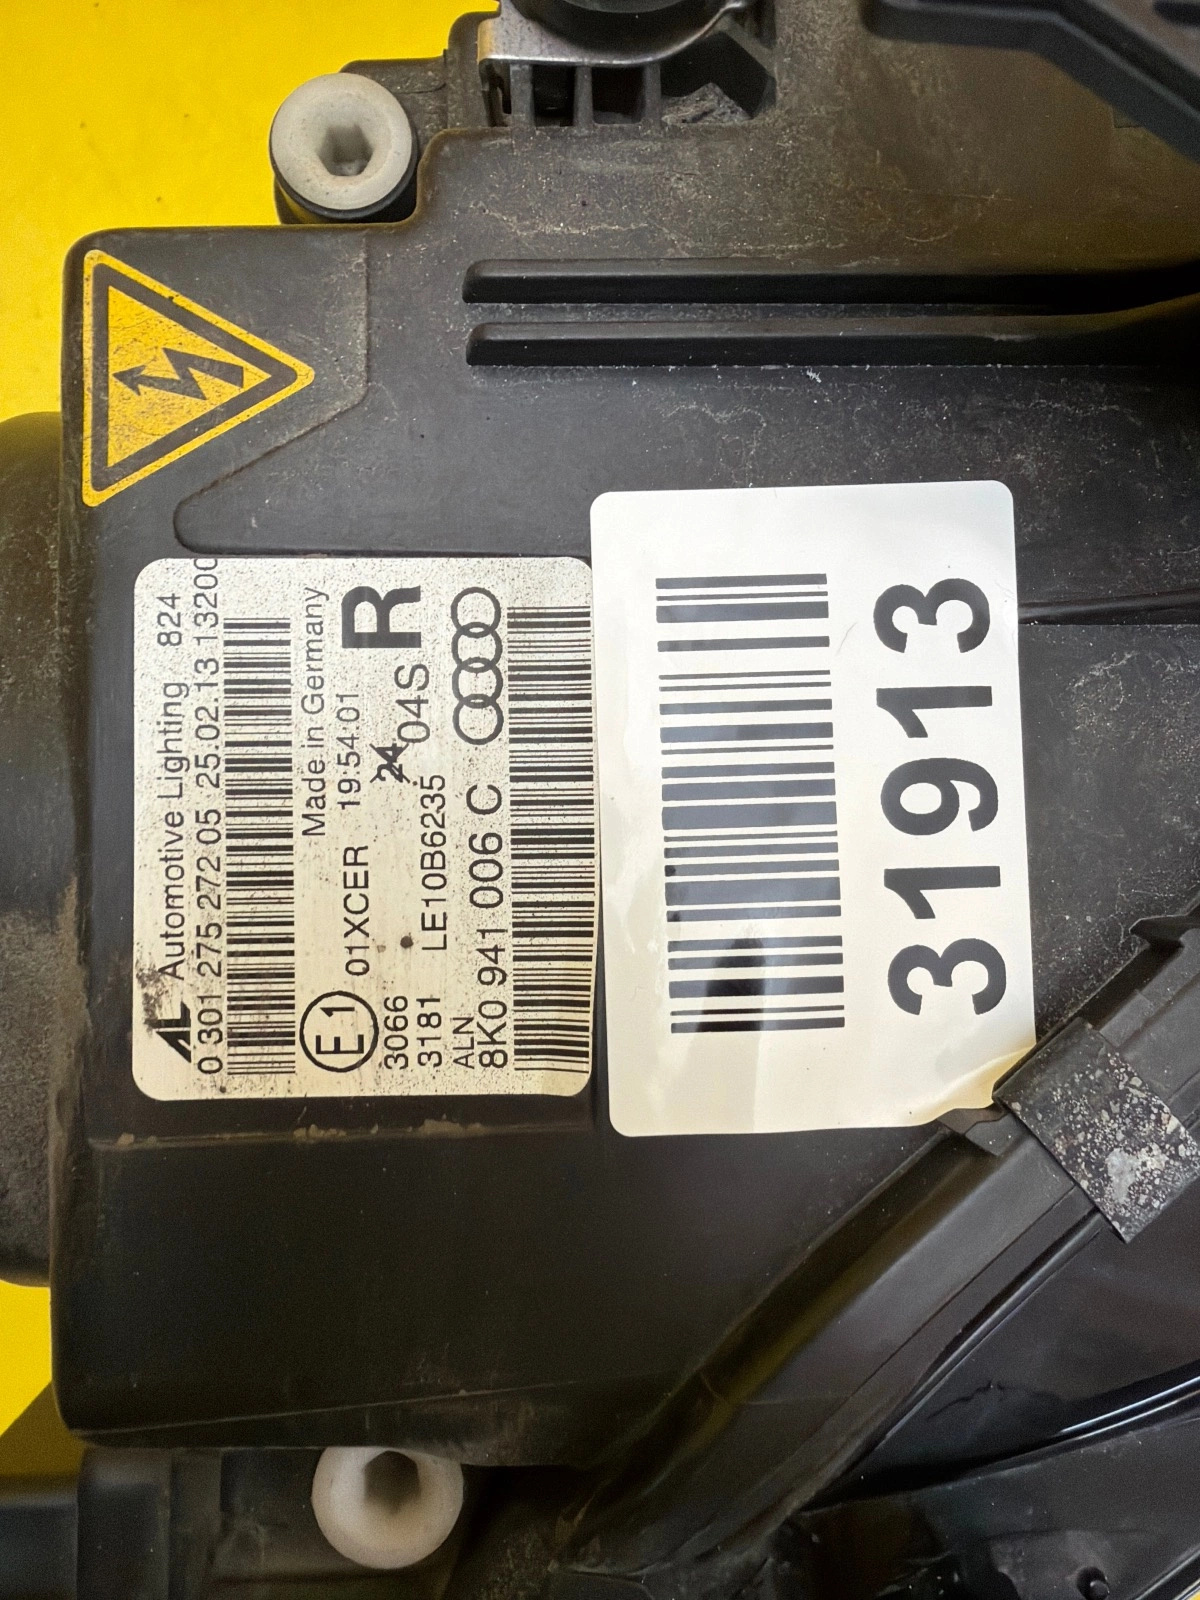 AL Automotive Lighting 824
0 301 275 272 05 25.02.13 13200
Made in Germany
E1 01XCER 19:54:01
R
3066 24 04S
3181 LE10B6235
ALN
8K0 941 006 C
31913